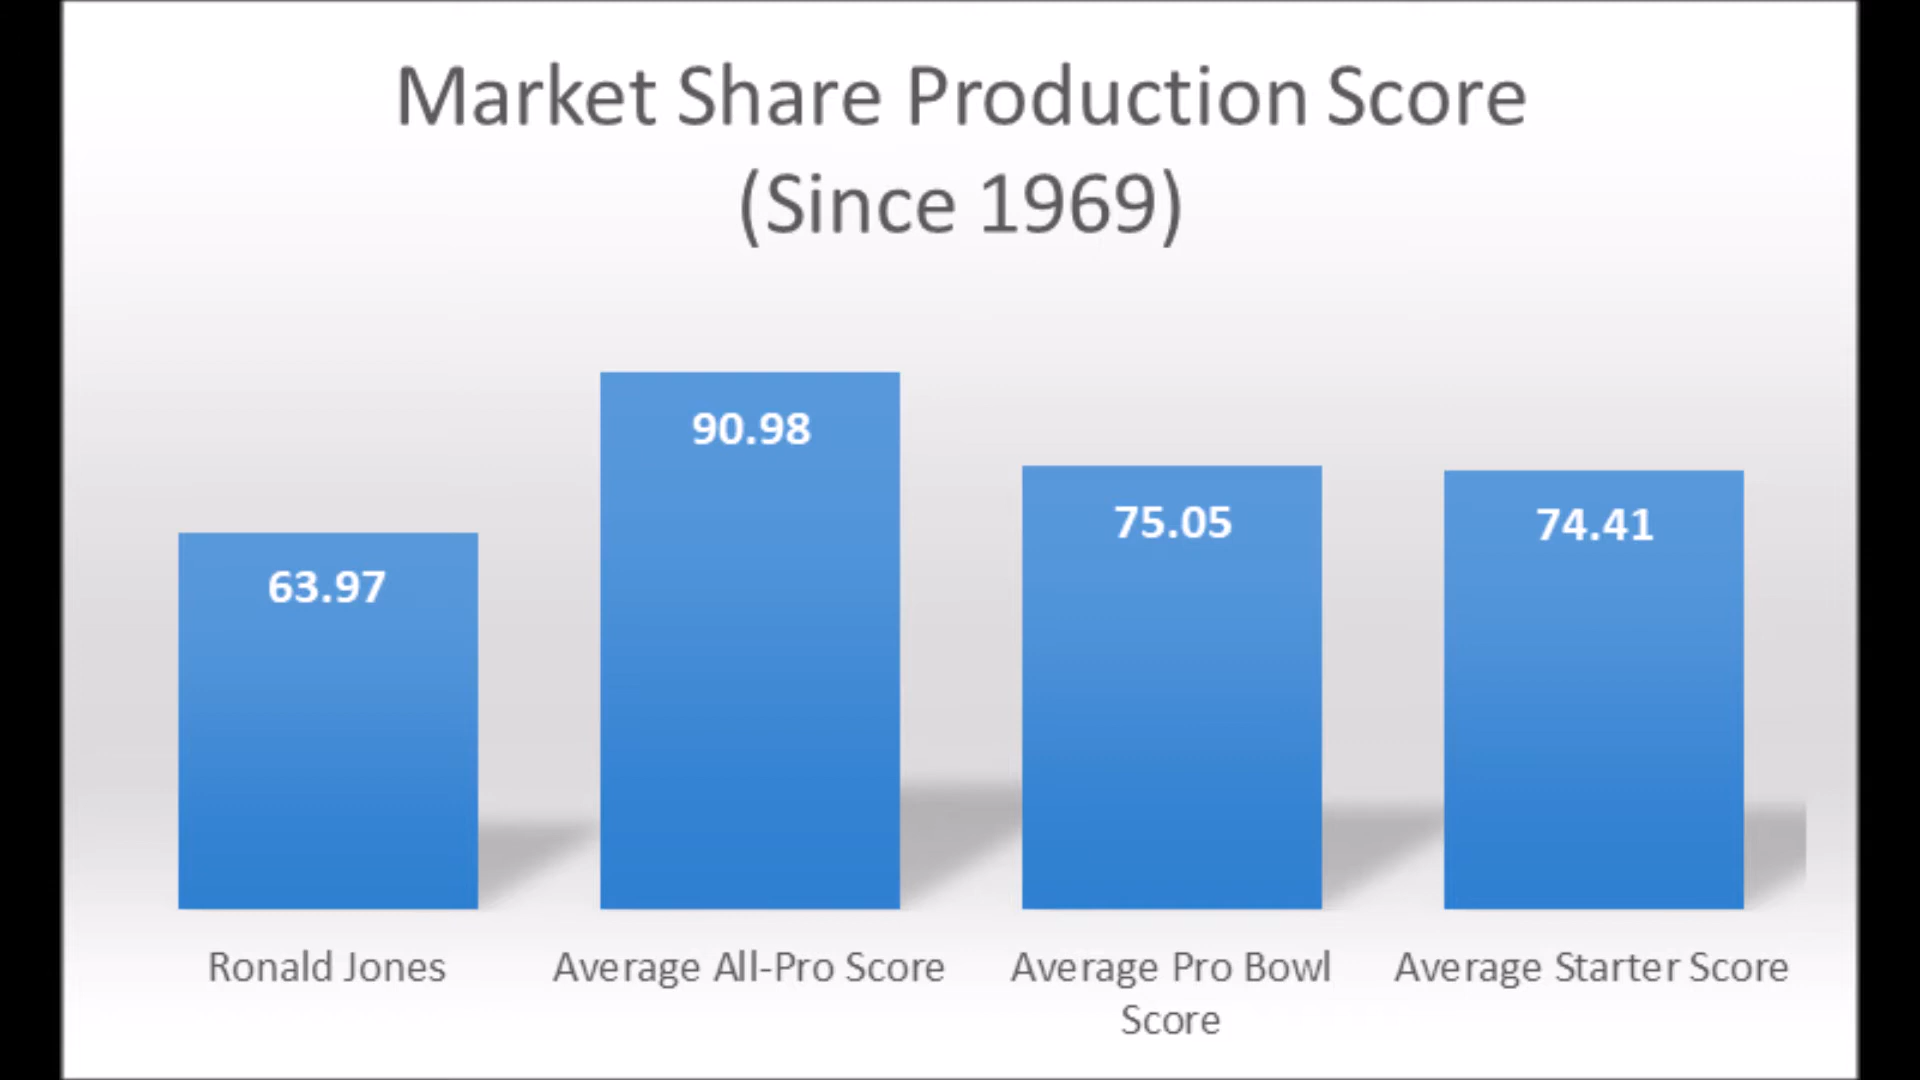 Market Share Production Score
(Since 1969)
63.97
90.98
75.05
74.41
Ronald Jones
Average All-Pro Score
Average Pro Bowl
Score
Average Starter Score